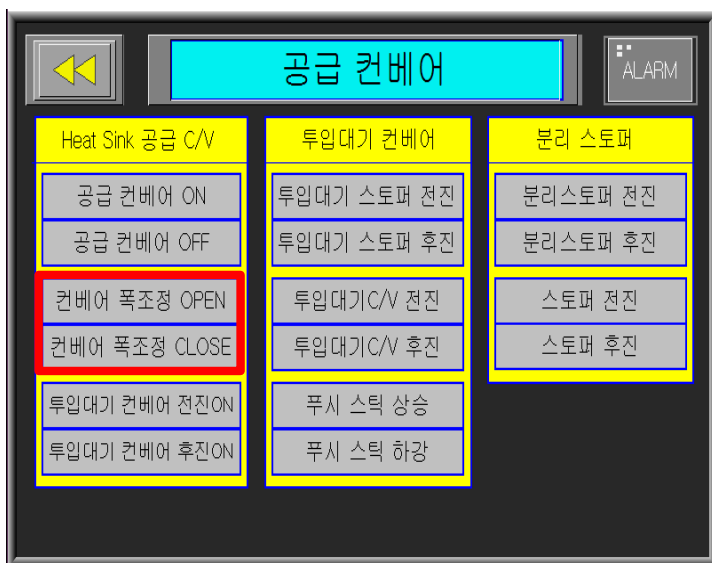 공급 컨베어
ALARM
Heat Sink 공급 C/V
공급 컨베어 ON
공급 컨베어 OFF
컨베어 폭조정 OPEN
컨베어 폭조정 CLOSE
투입대기 컨베어 전진ON
투입대기 컨베어 후진ON
투입대기 컨베어
투입대기 스토퍼 전진
투입대기 스토퍼 후진
투입대기C/V 전진
투입대기C/V 후진
푸시 스틱 상승
푸시 스틱 하강
분리 스토퍼
분리스토퍼 전진
분리스토퍼 후진
스토퍼 전진
스토퍼 후진